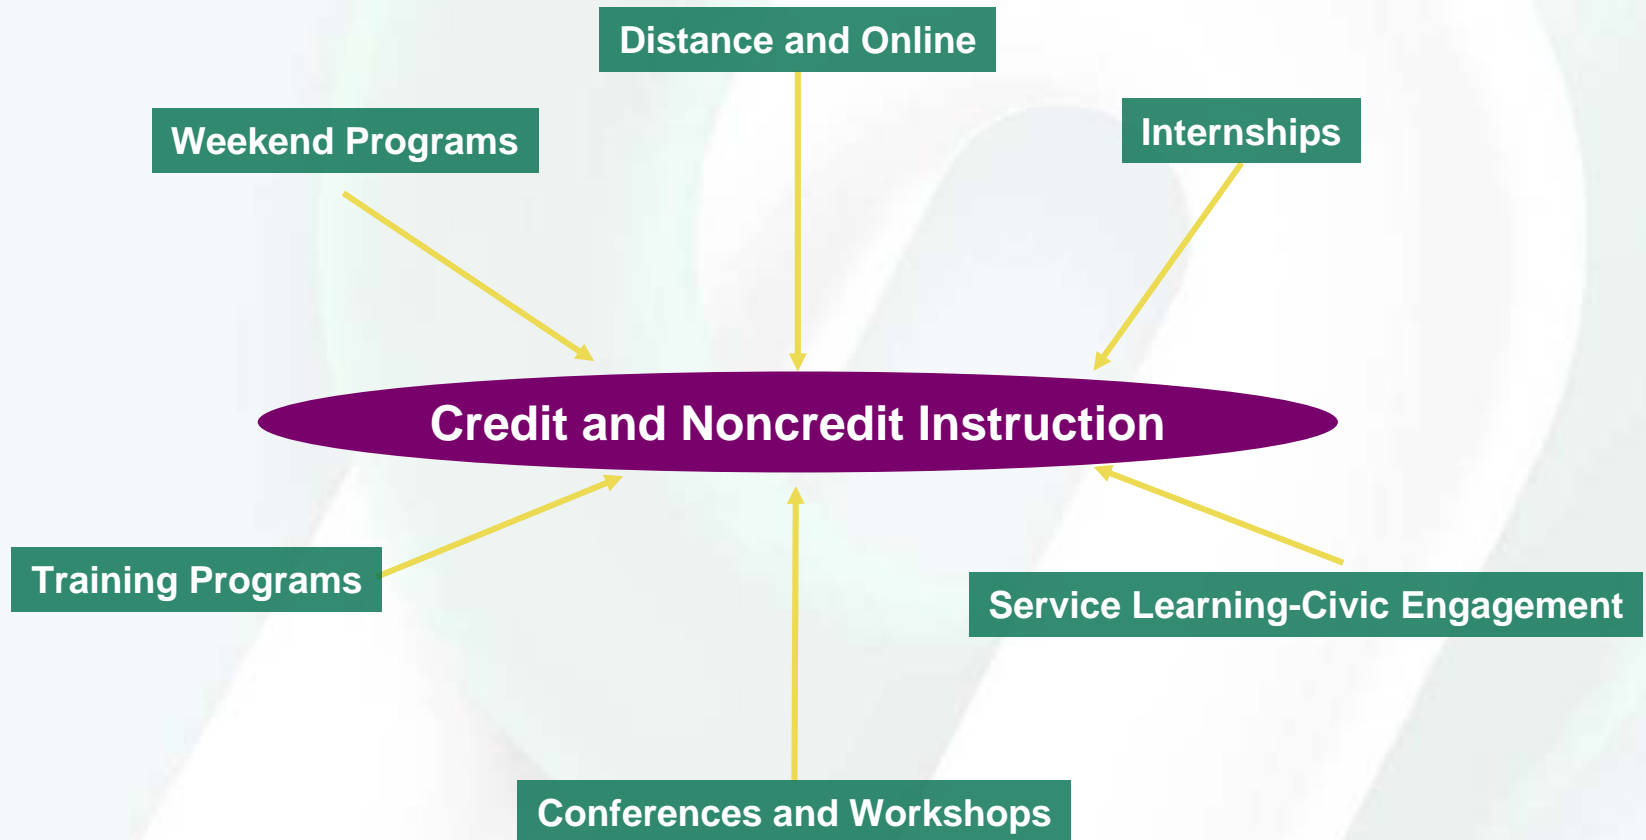 Distance and Online
Weekend Programs
Internships
Credit and Noncredit Instruction
Training Programs
Service Learning-Civic Engagement
Conferences and Workshops